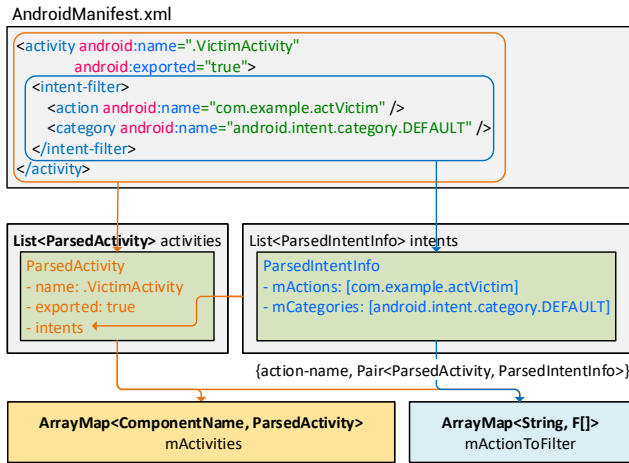 AndroidManifest.xml
<activity android:name=".VictimActivity"
android:exported="true">
<intent-filter>
<action android:name="com.example.actVictim" />
<category android:name="android.intent.category.DEFAULT" />
</intent-filter>
</activity>
List<ParsedActivity> activities
ParsedActivity
- name: .VictimActivity
- exported: true
- intents
List<ParsedIntentInfo> intents
ParsedIntentInfo
- mActions: [com.example.actVictim]
- mCategories: [android.intent.category.DEFAULT]
{action-name, Pair<ParsedActivity, ParsedIntentInfo>}
ArrayMap<ComponentName, ParsedActivity>
mActivities
ArrayMap<String, F[]>
mActionToFilter